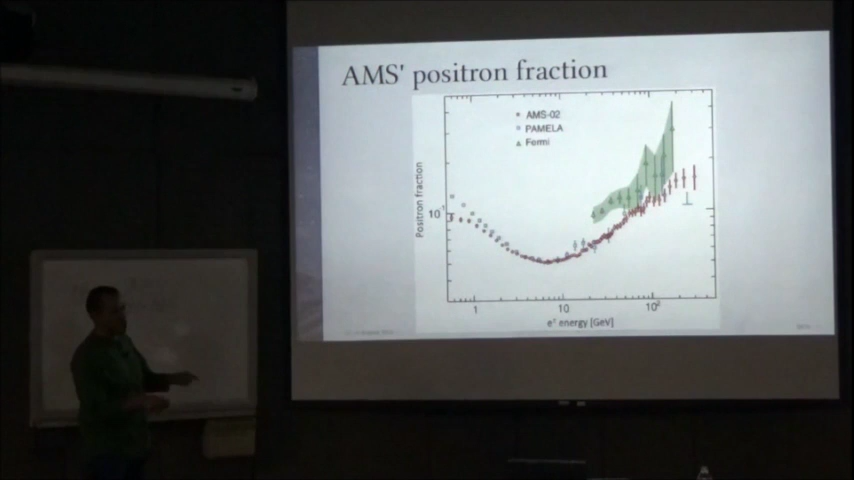 AMS' positron fraction
AMS-02
PAMELA
Fermi
Positron fraction
10⁻¹
1
10
10²
e⁺ energy [GeV]